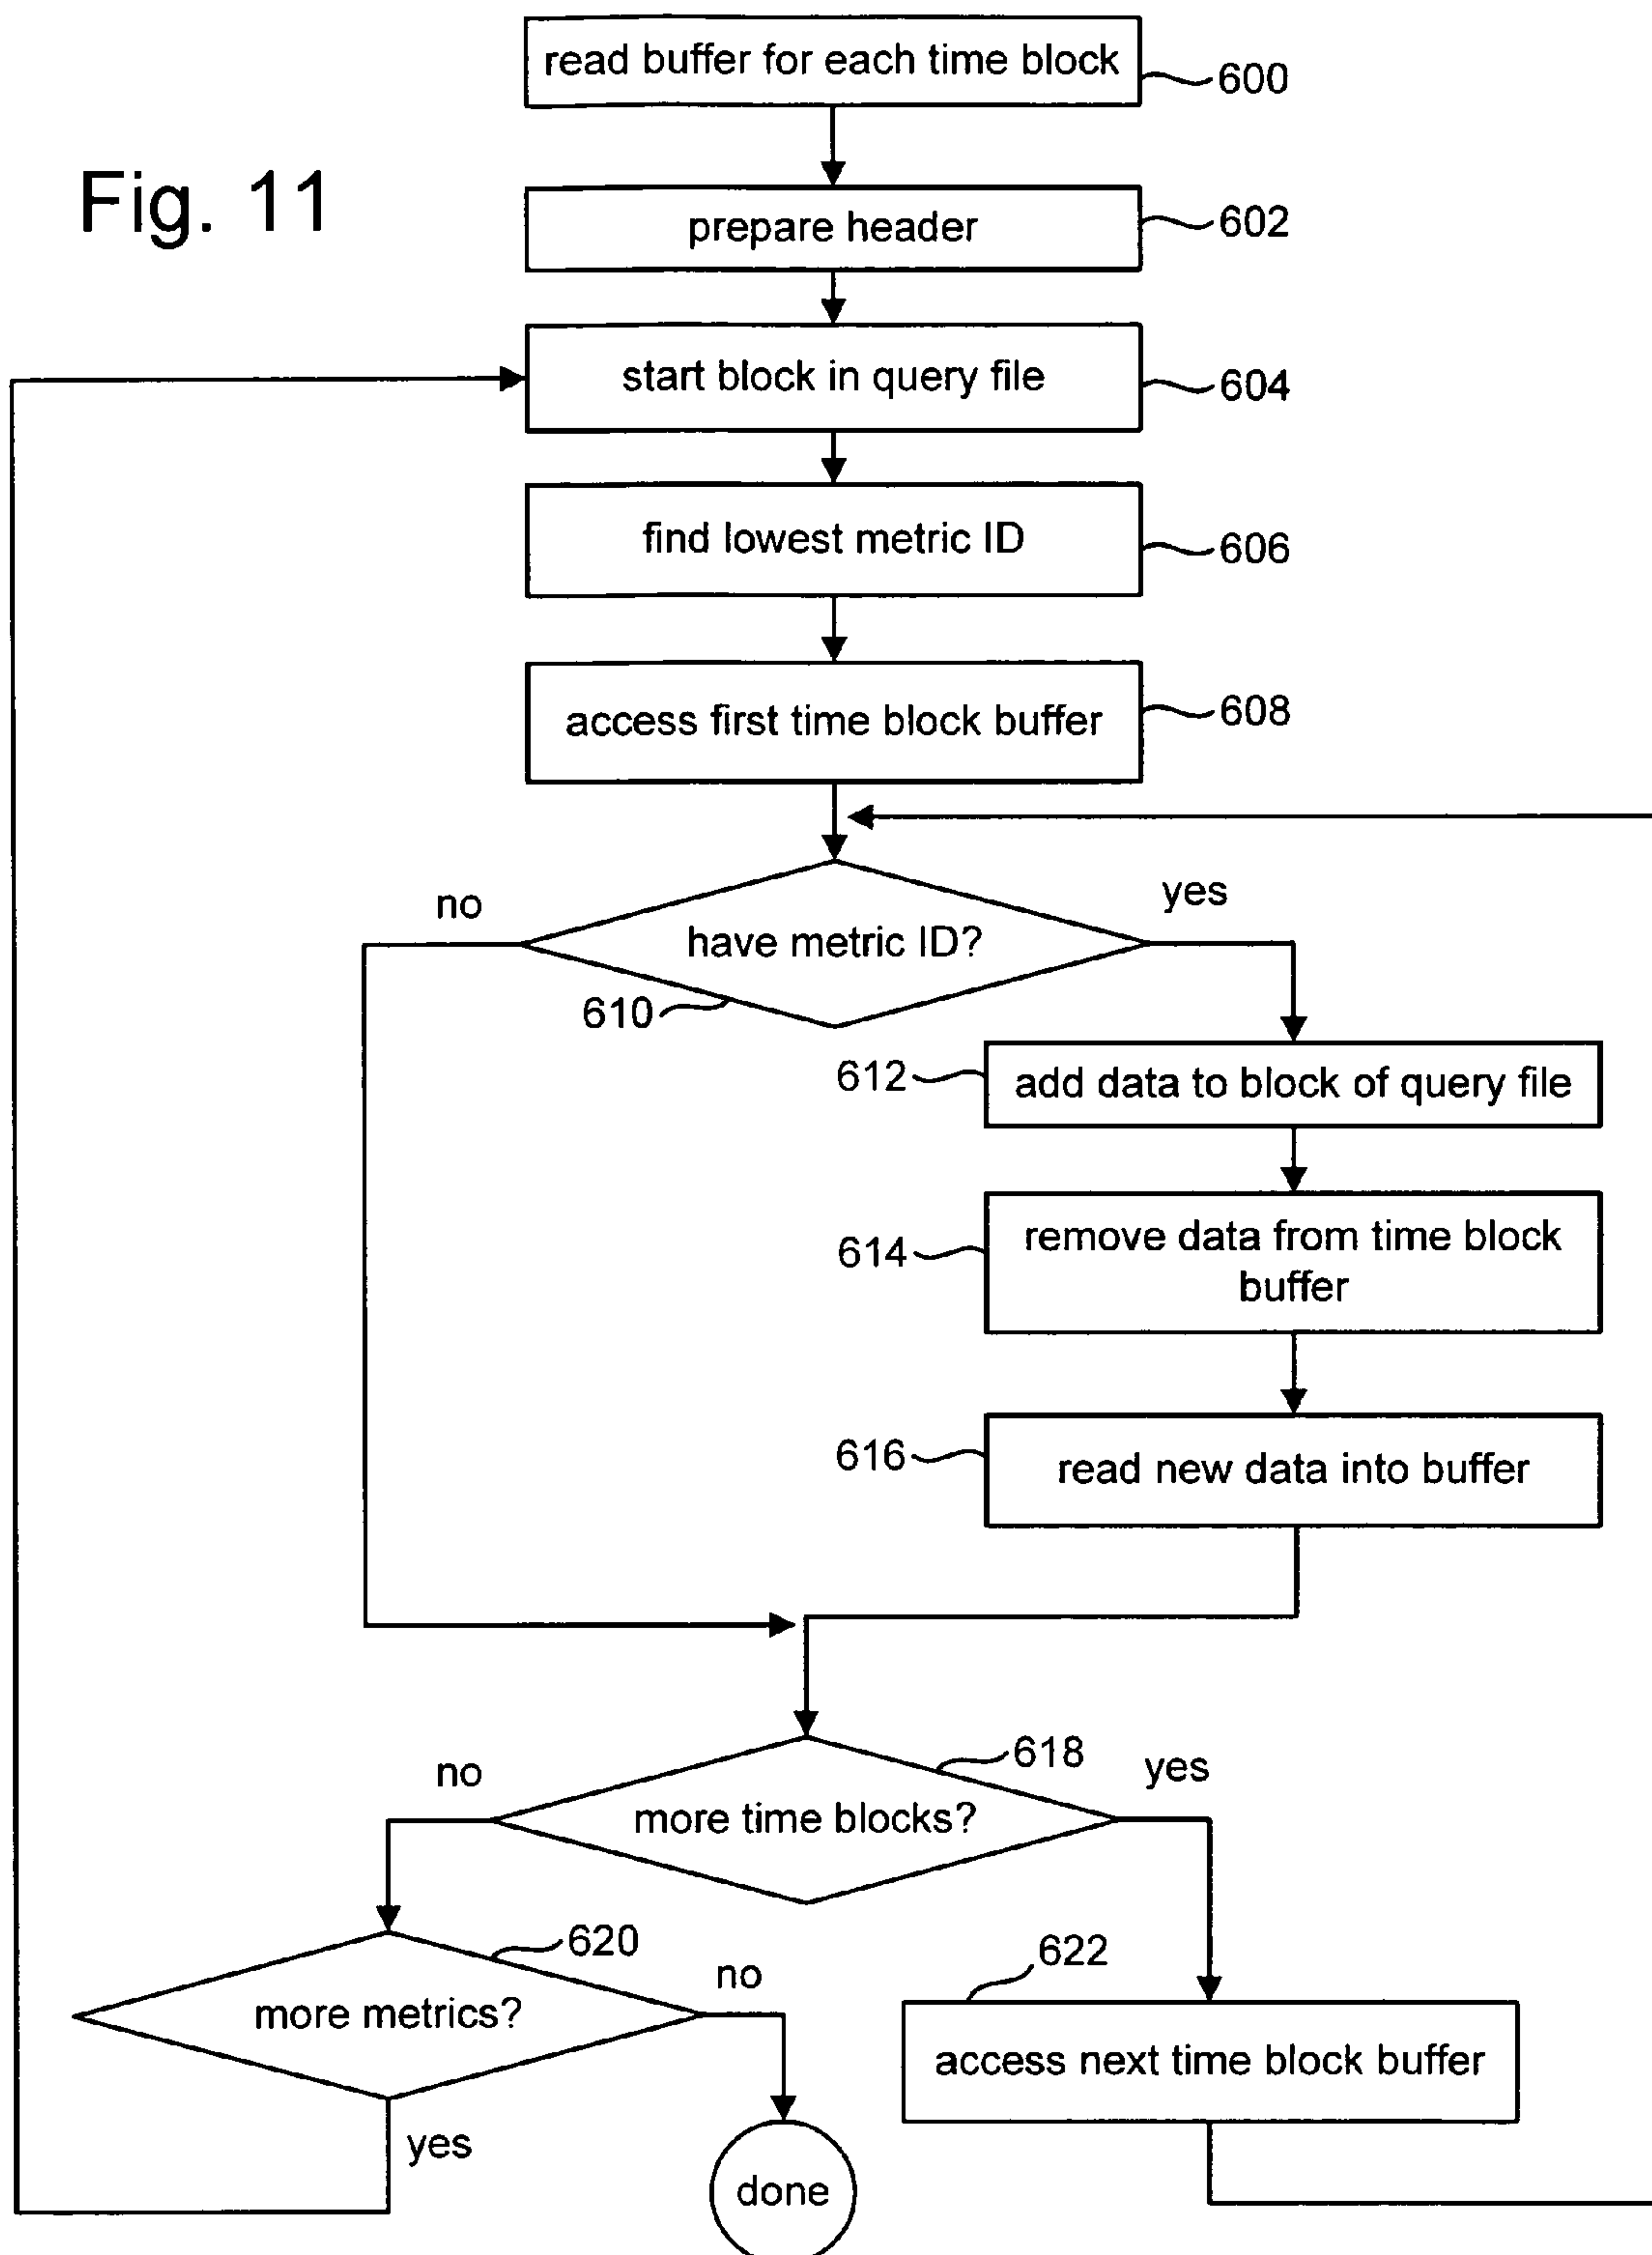 read buffer for each time block
600
Fig. 11
prepare header
602
start block in query file
604
find lowest metric ID
606
access first time block buffer
608
no
yes
have metric ID?
610
612
add data to block of query file
614
remove data from time block
buffer
616
read new data into buffer
618
no
yes
more time blocks?
620
622
no
more metrics?
access next time block buffer
yes
done